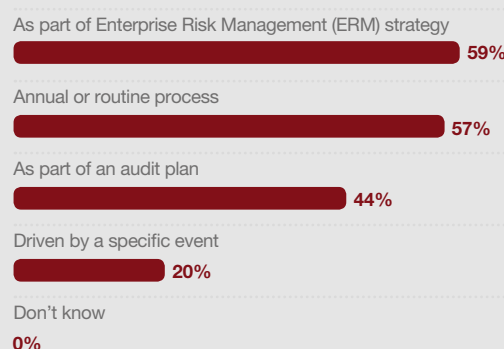 As part of Enterprise Risk Management (ERM) strategy
59%
Annual or routine process
57%
As part of an audit plan
44%
Driven by a specific event
20%
Don’t know
0%